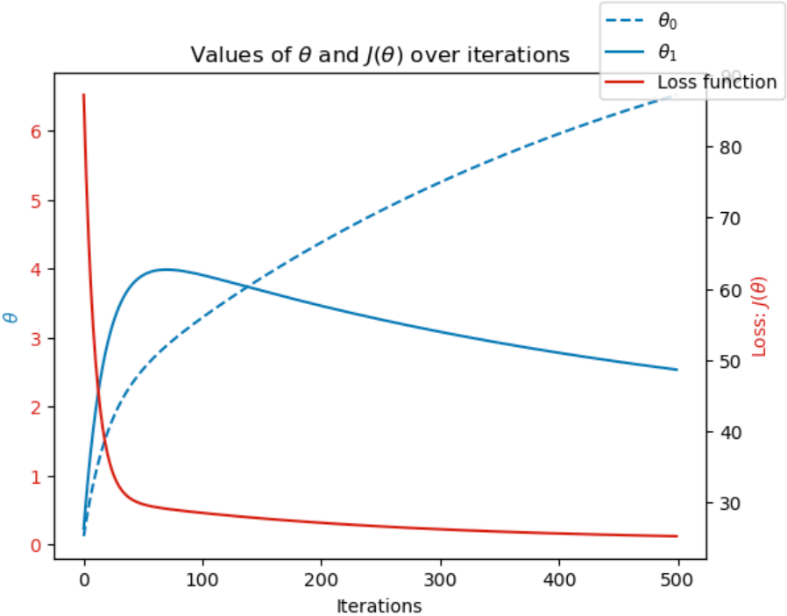 θ₀
θ₁
Loss function
Values of θ and J(θ) over iterations
90
80
70
60
50
40
30
6
5
4
3
2
1
0
θ
Loss: J(θ)
0 100 200 300 400 500
Iterations